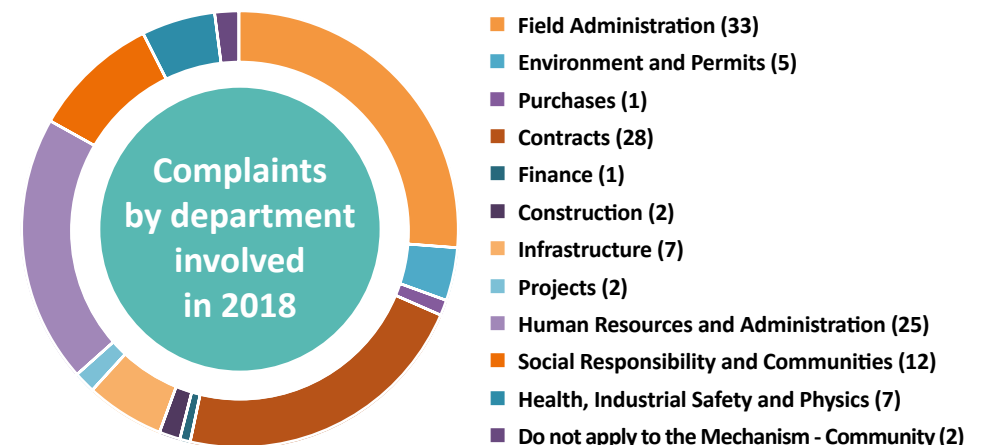 Complaints
by department
involved
in 2018
Field Administration (33)
Environment and Permits (5)
Purchases (1)
Contracts (28)
Finance (1)
Construction (2)
Infrastructure (7)
Projects (2)
Human Resources and Administration (25)
Social Responsibility and Communities (12)
Health, Industrial Safety and Physics (7)
Do not apply to the Mechanism - Community (2)